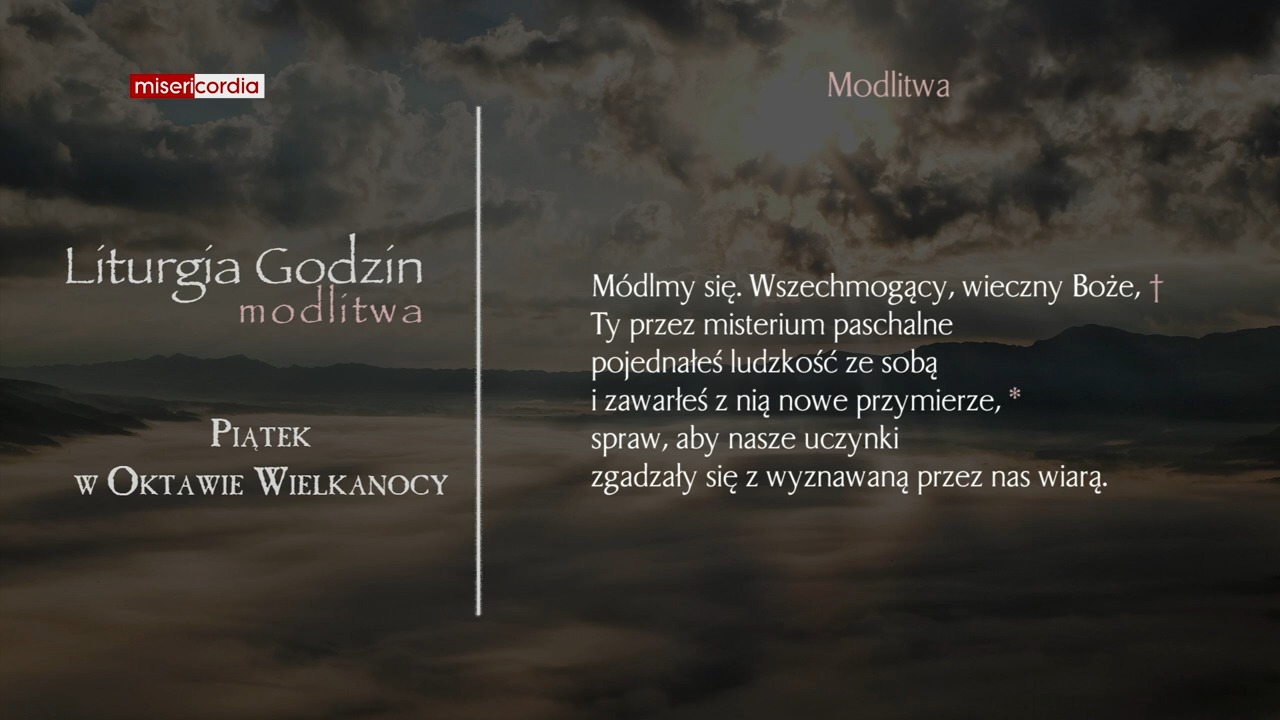 misericordia
Modlitwa
Liturgia Godzin
modlitwa
Piątek
w Oktawie Wielkanocy
Módlmy się. Wszechmogący, wieczny Boże, †
Ty przez misterium paschalne
pojednałeś ludzkość ze sobą
i zawarłeś z nią nowe przymierze, *
spraw, aby nasze uczynki
zgadzały się z wyznawaną przez nas wiarą.